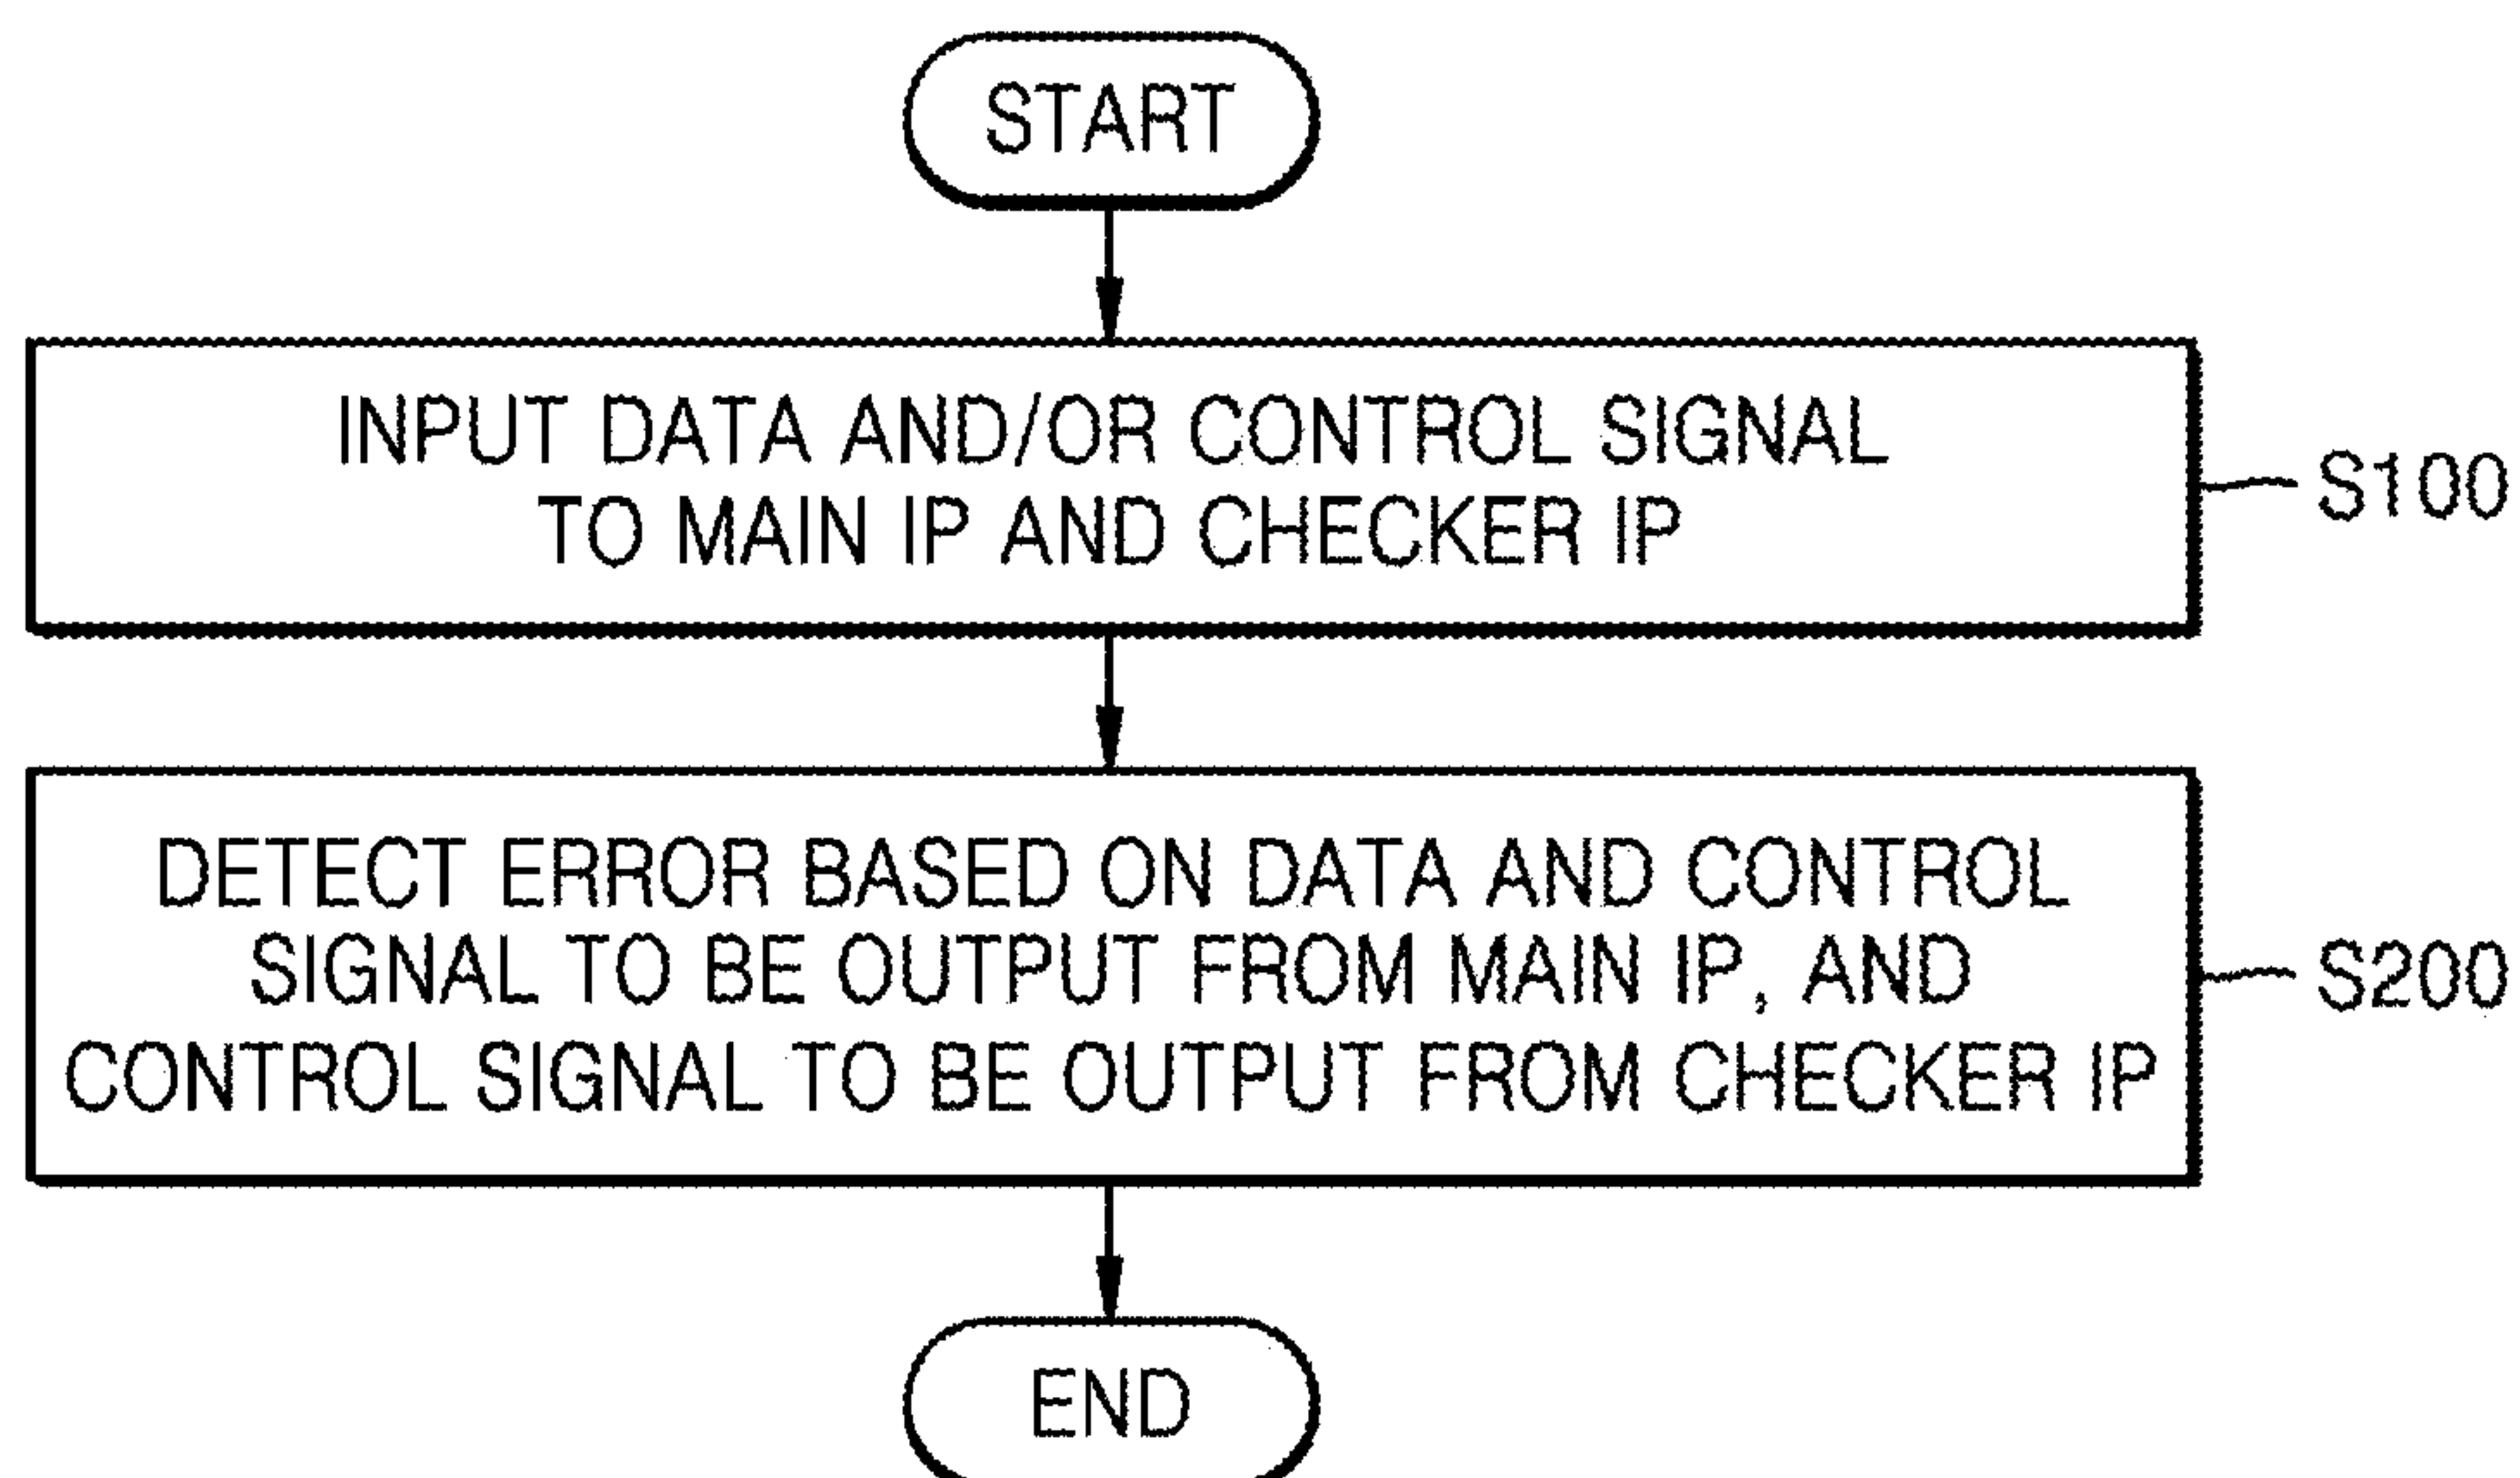 START
INPUT DATA AND/OR CONTROL SIGNAL
TO MAIN IP AND CHECKER IP
S100
DETECT ERROR BASED ON DATA AND CONTROL
SIGNAL TO BE OUTPUT FROM MAIN IP, AND
CONTROL SIGNAL TO BE OUTPUT FROM CHECKER IP
S200
END